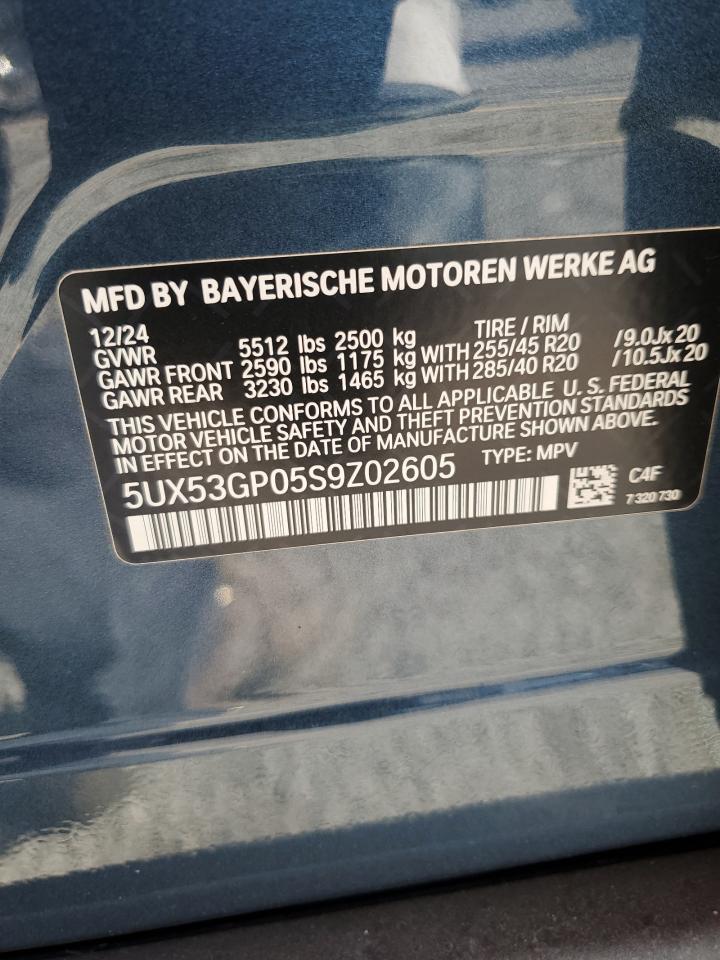 MFD BY BAYERISCHE MOTOREN WERKE AG
12/24 TIRE / RIM
GVWR 5512 lbs 2500 kg
GAWR FRONT 2590 lbs 1175 kg WITH 255/45 R20 /9.0Jx20
GAWR REAR 3230 lbs 1465 kg WITH 285/40 R20 /10.5Jx20
THIS VEHICLE CONFORMS TO ALL APPLICABLE U.S. FEDERAL
MOTOR VEHICLE SAFETY AND THEFT PREVENTION STANDARDS
IN EFFECT ON THE DATE OF MANUFACTURE SHOWN ABOVE.
5UX53GP05S9Z02605 TYPE: MPV
C4F
7 320 730